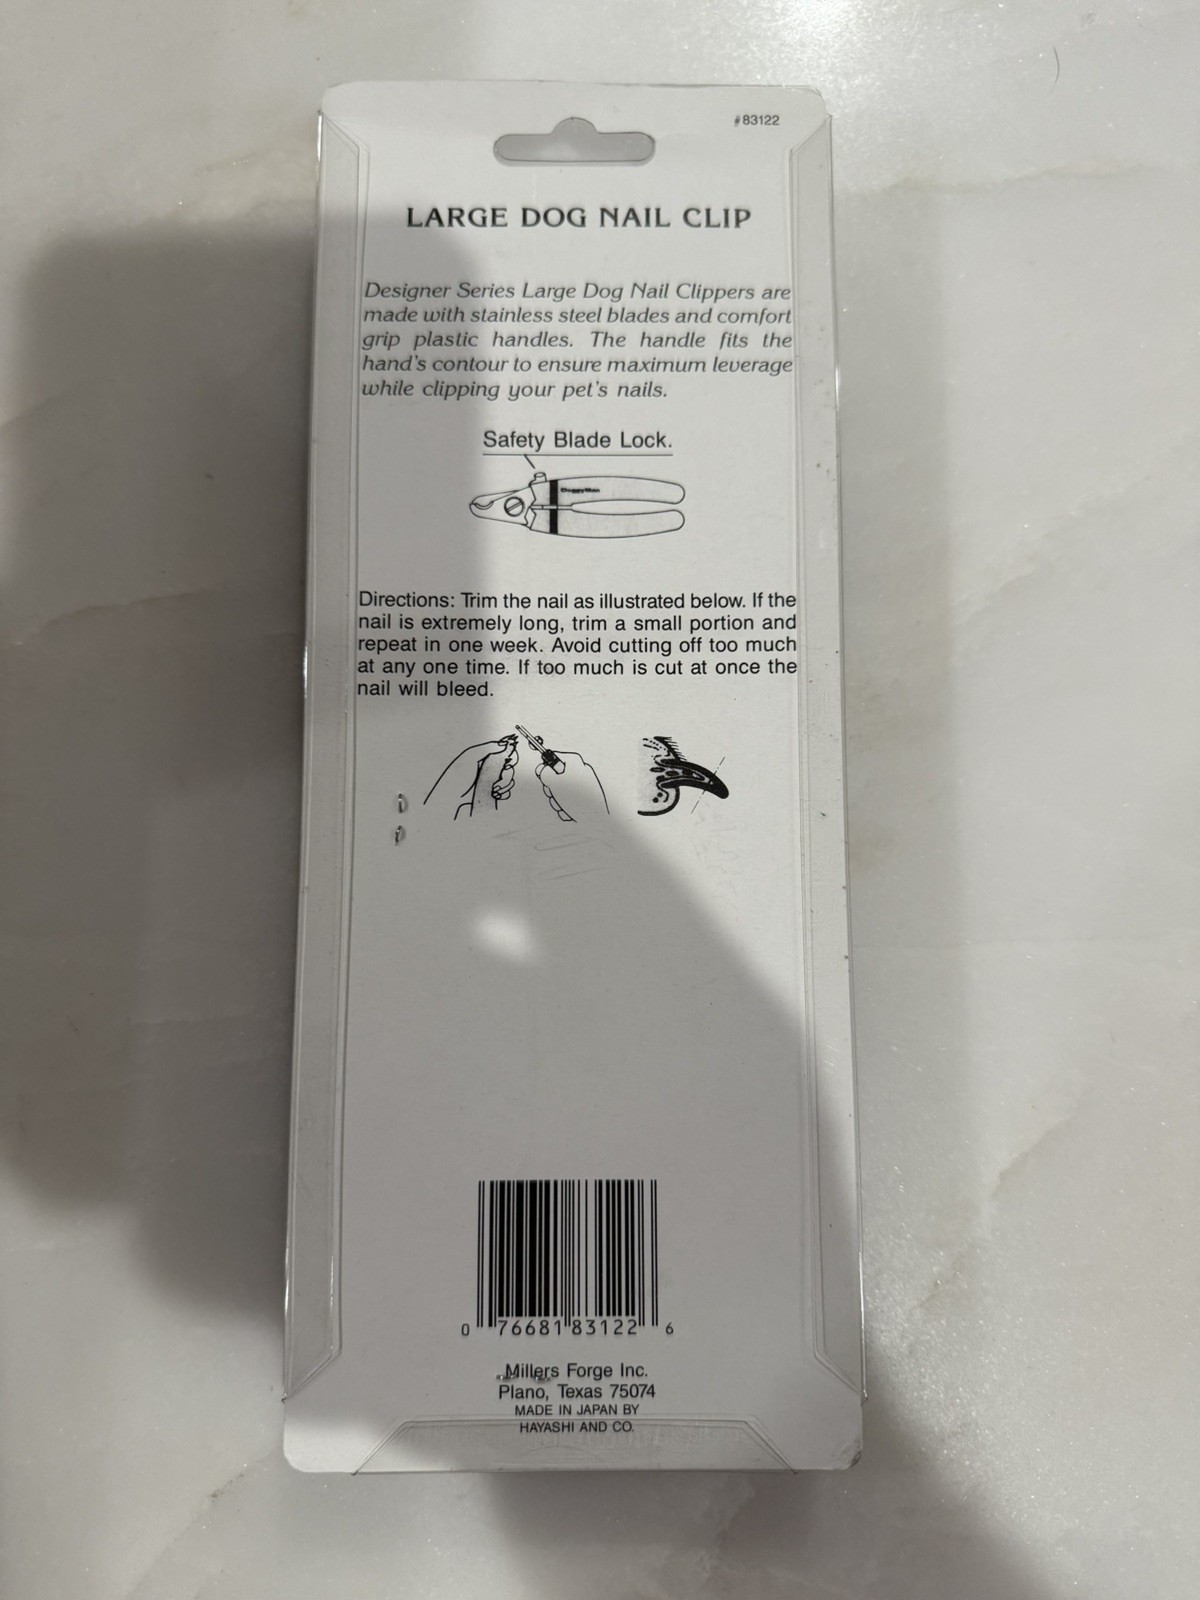 #83122
LARGE DOG NAIL CLIP
Designer Series Large Dog Nail Clippers are
made with stainless steel blades and comfort
grip plastic handles. The handle fits the
hand's contour to ensure maximum leverage
while clipping your pet's nails.
Safety Blade Lock.
DoggyMan
Directions: Trim the nail as illustrated below. If the
nail is extremely long, trim a small portion and
repeat in one week. Avoid cutting off too much
at any one time. If too much is cut at once the
nail will bleed.
0 76681 83122 6
Millers Forge Inc.
Plano, Texas 75074
MADE IN JAPAN BY
HAYASHI AND CO.